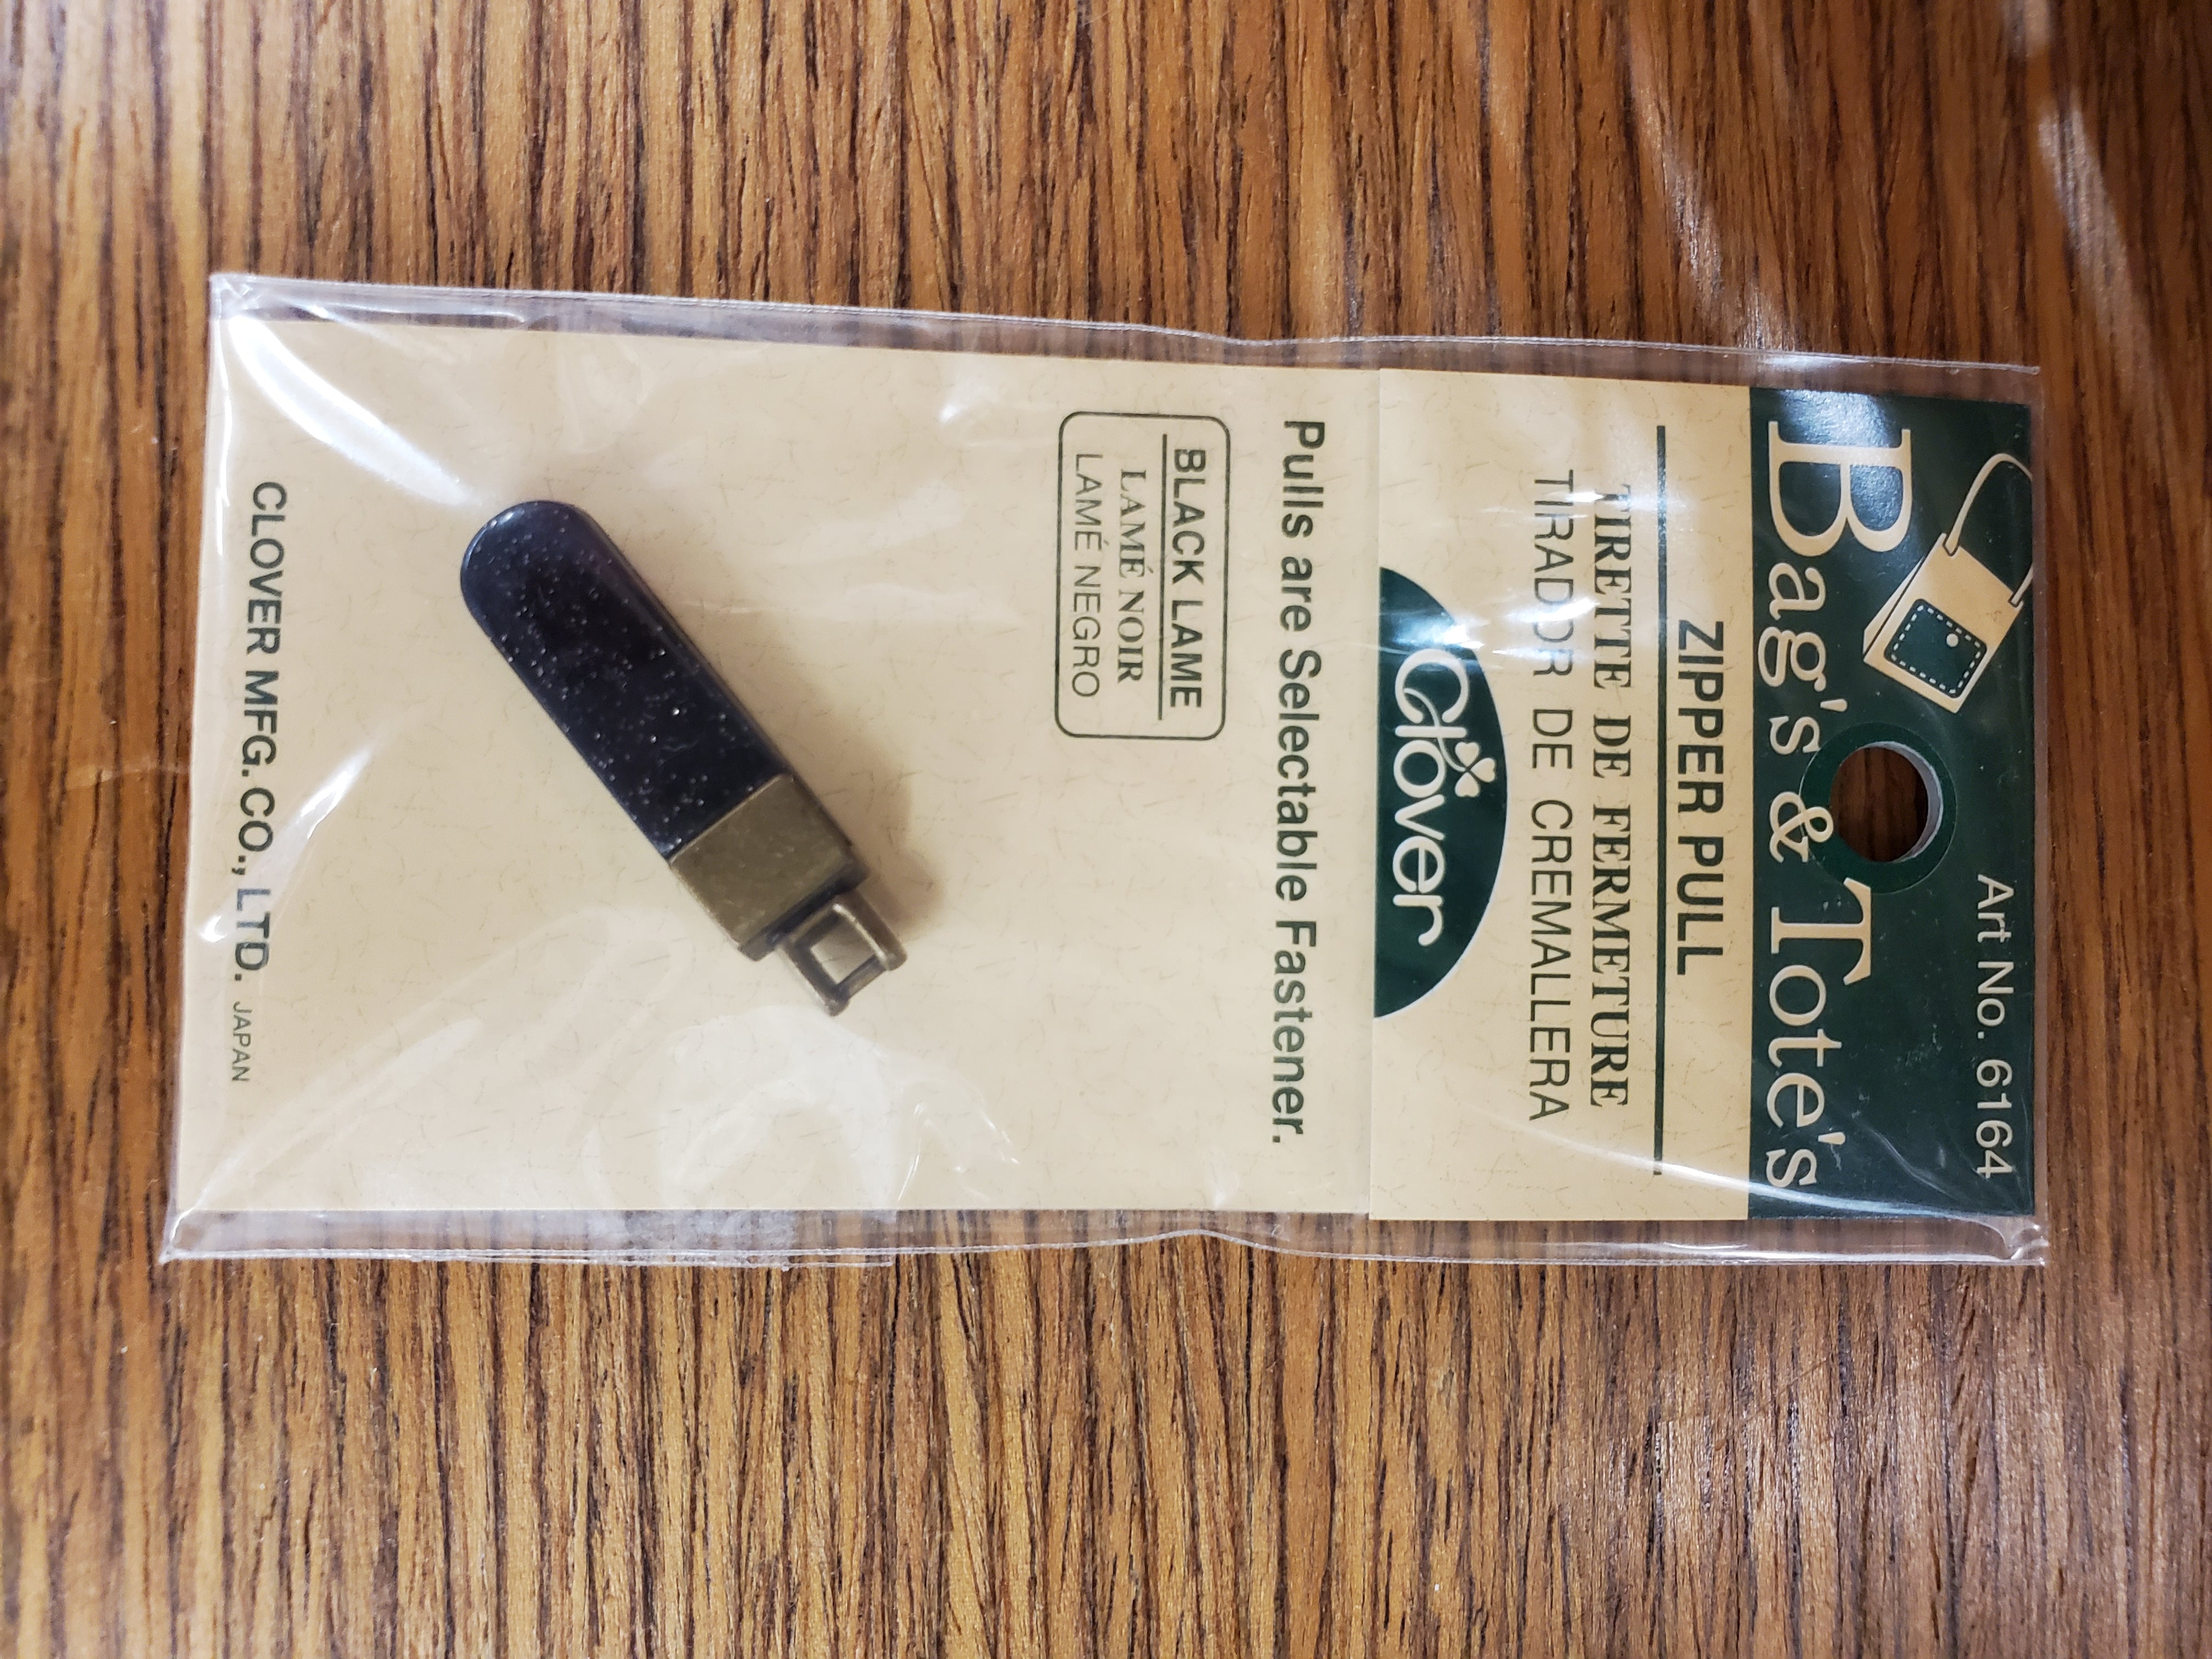 Art No. 6164
Bag's & Tote's
ZIPPER PULL
TIRETTE DE FERMETURE
TIRADOR DE CREMALLERA
Clover
Pulls are Selectable Fastener.
BLACK LAME
LAMÉ NOIR
LAMÉ NEGRO
CLOVER MFG. CO., LTD. JAPAN